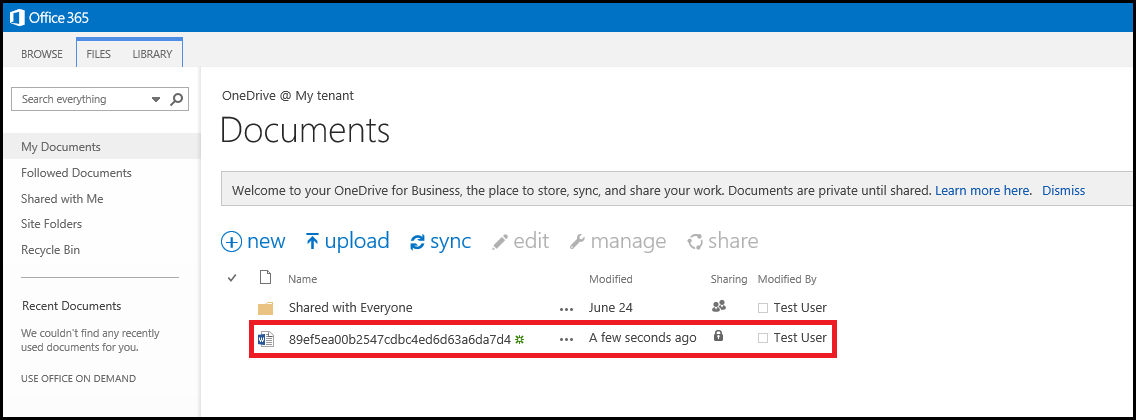 Office 365
BROWSE FILES LIBRARY
Search everything
My Documents
Followed Documents
Shared with Me
Site Folders
Recycle Bin
Recent Documents
We couldn't find any recently
used documents for you.
USE OFFICE ON DEMAND
OneDrive @ My tenant
Documents
Welcome to your OneDrive for Business, the place to store, sync, and share your work. Documents are private until shared. Learn more here. Dismiss
new upload sync edit manage share
Name Modified Sharing Modified By
Shared with Everyone ... June 24 Test User
89ef5ea00b2547cdbc4ed6d63a6da7d4 ... A few seconds ago Test User